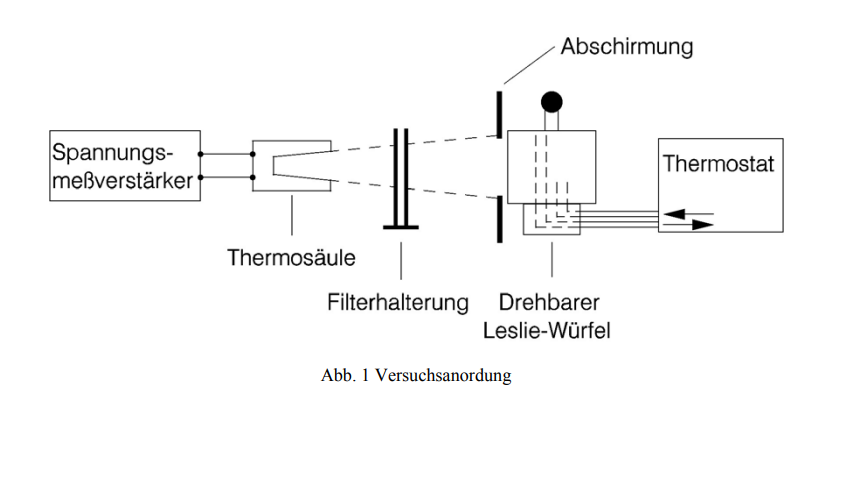 Abschirmung
Spannungs-
meßverstärker
Thermostat
Thermosäule
Filterhalterung
Drehbarer
Leslie-Würfel
Abb. 1 Versuchsanordung